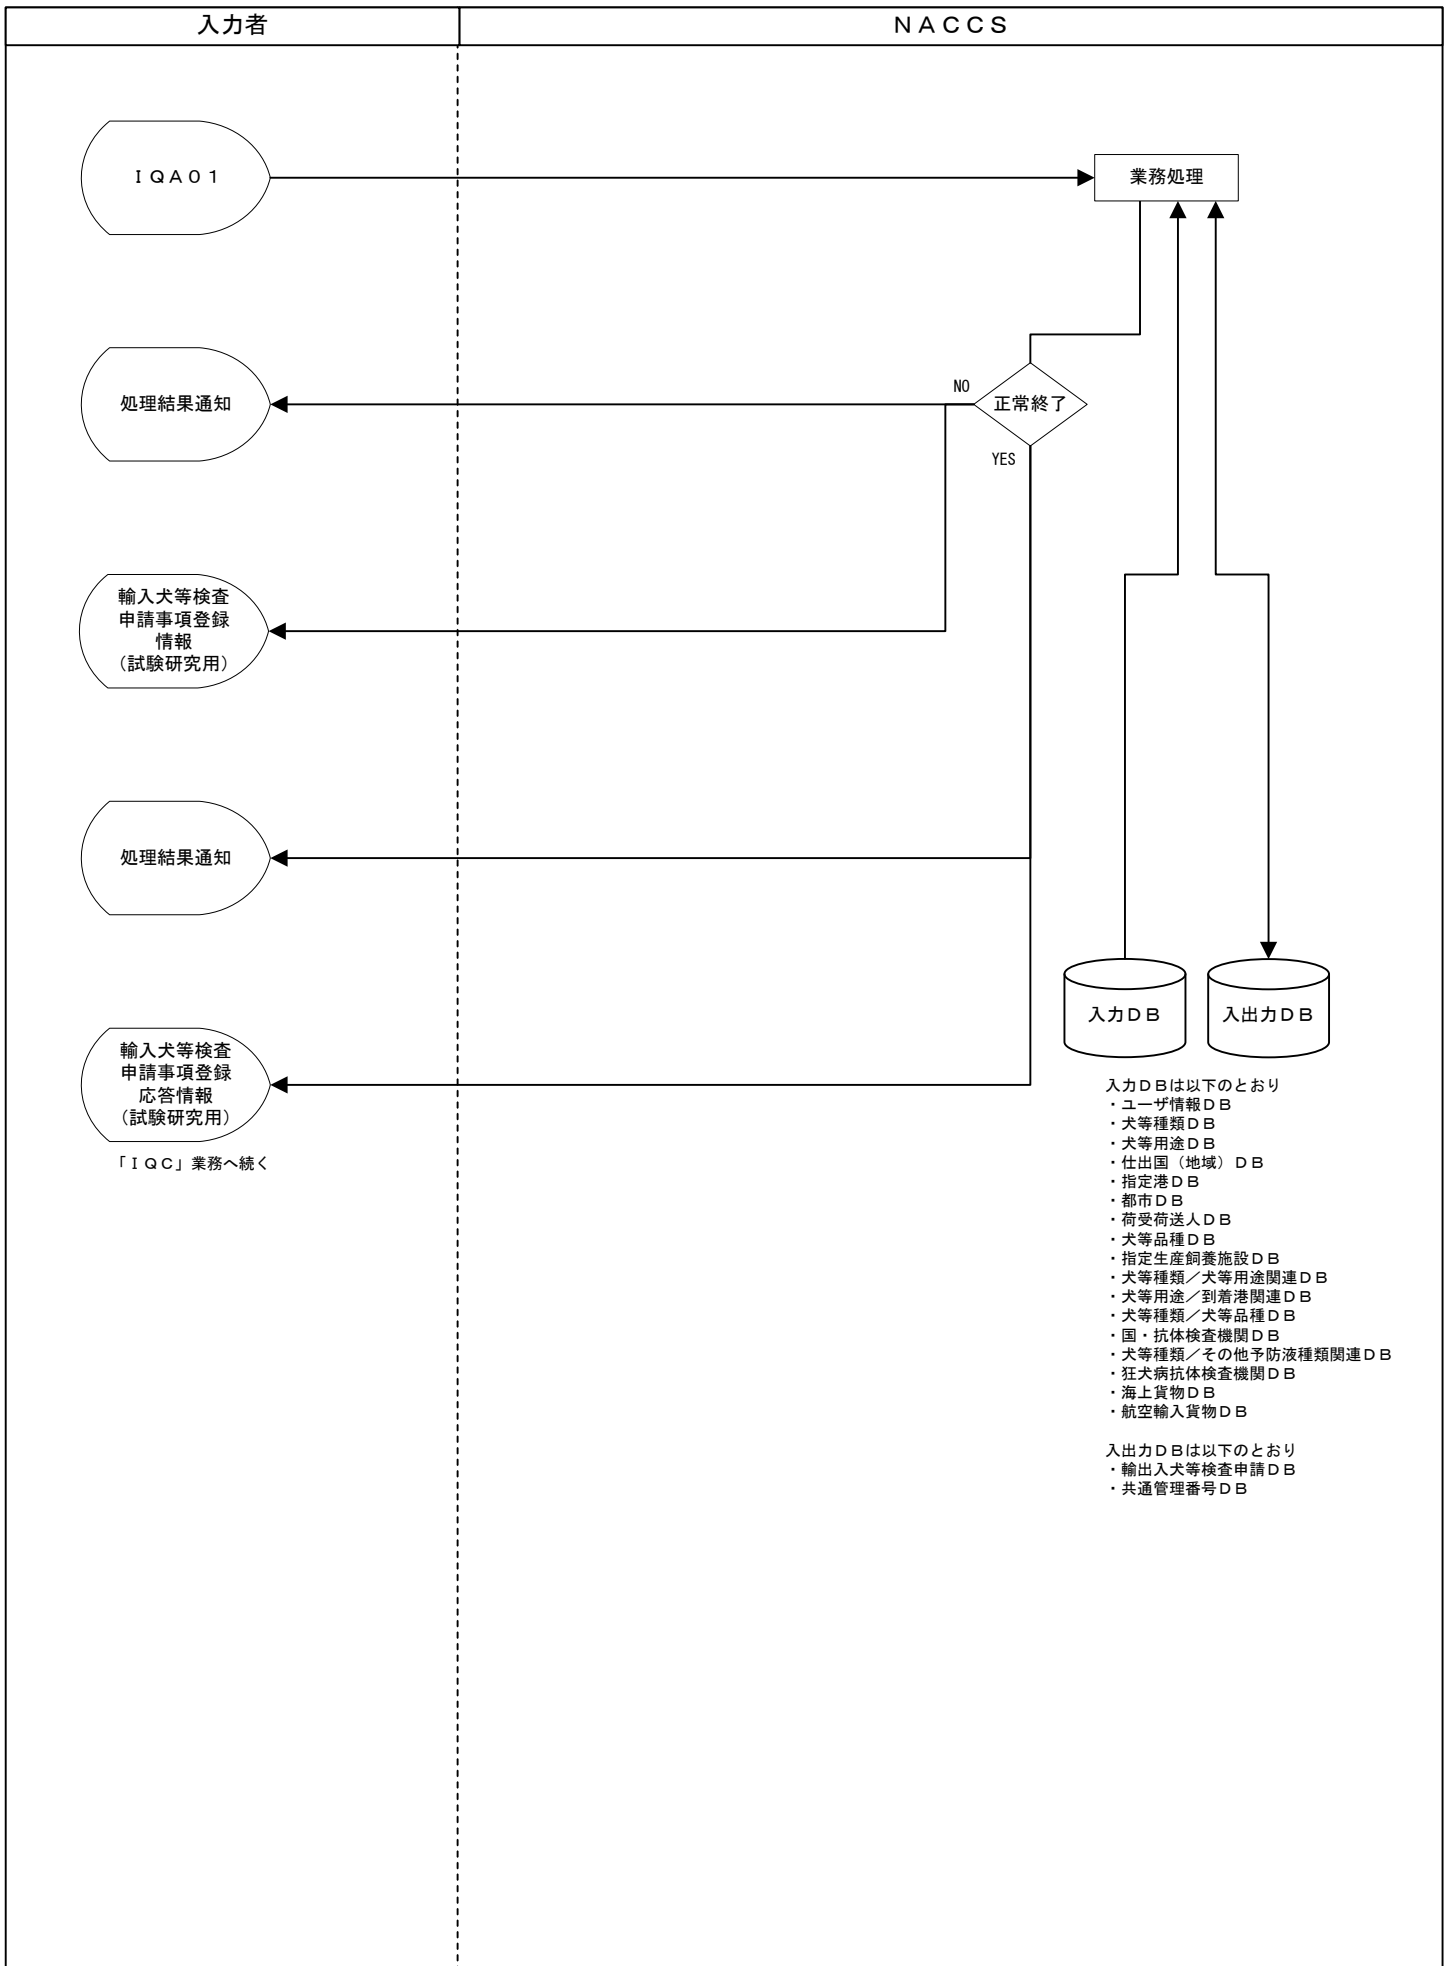 入力者
ＮＡＣＣＳ
ＩＱＡ０１
業務処理
処理結果通知
NO
正常終了
YES
輸入犬等検査
申請事項登録
情報
（試験研究用）
処理結果通知
入力ＤＢ
入出力ＤＢ
輸入犬等検査
申請事項登録
応答情報
（試験研究用）
「ＩＱＣ」業務へ続く
入力ＤＢは以下のとおり
・ユーザ情報ＤＢ
・犬等種類ＤＢ
・犬等用途ＤＢ
・仕出国（地域）ＤＢ
・指定港ＤＢ
・都市ＤＢ
・荷受荷送人ＤＢ
・犬等品種ＤＢ
・指定生産飼養施設ＤＢ
・犬等種類／犬等用途関連ＤＢ
・犬等用途／到着港関連ＤＢ
・犬等種類／犬等品種ＤＢ
・国・抗体検査機関ＤＢ
・犬等種類／その他予防液種類関連ＤＢ
・狂犬病抗体検査機関ＤＢ
・海上貨物ＤＢ
・航空輸入貨物ＤＢ
入出力ＤＢは以下のとおり
・輸出入犬等検査申請ＤＢ
・共通管理番号ＤＢ